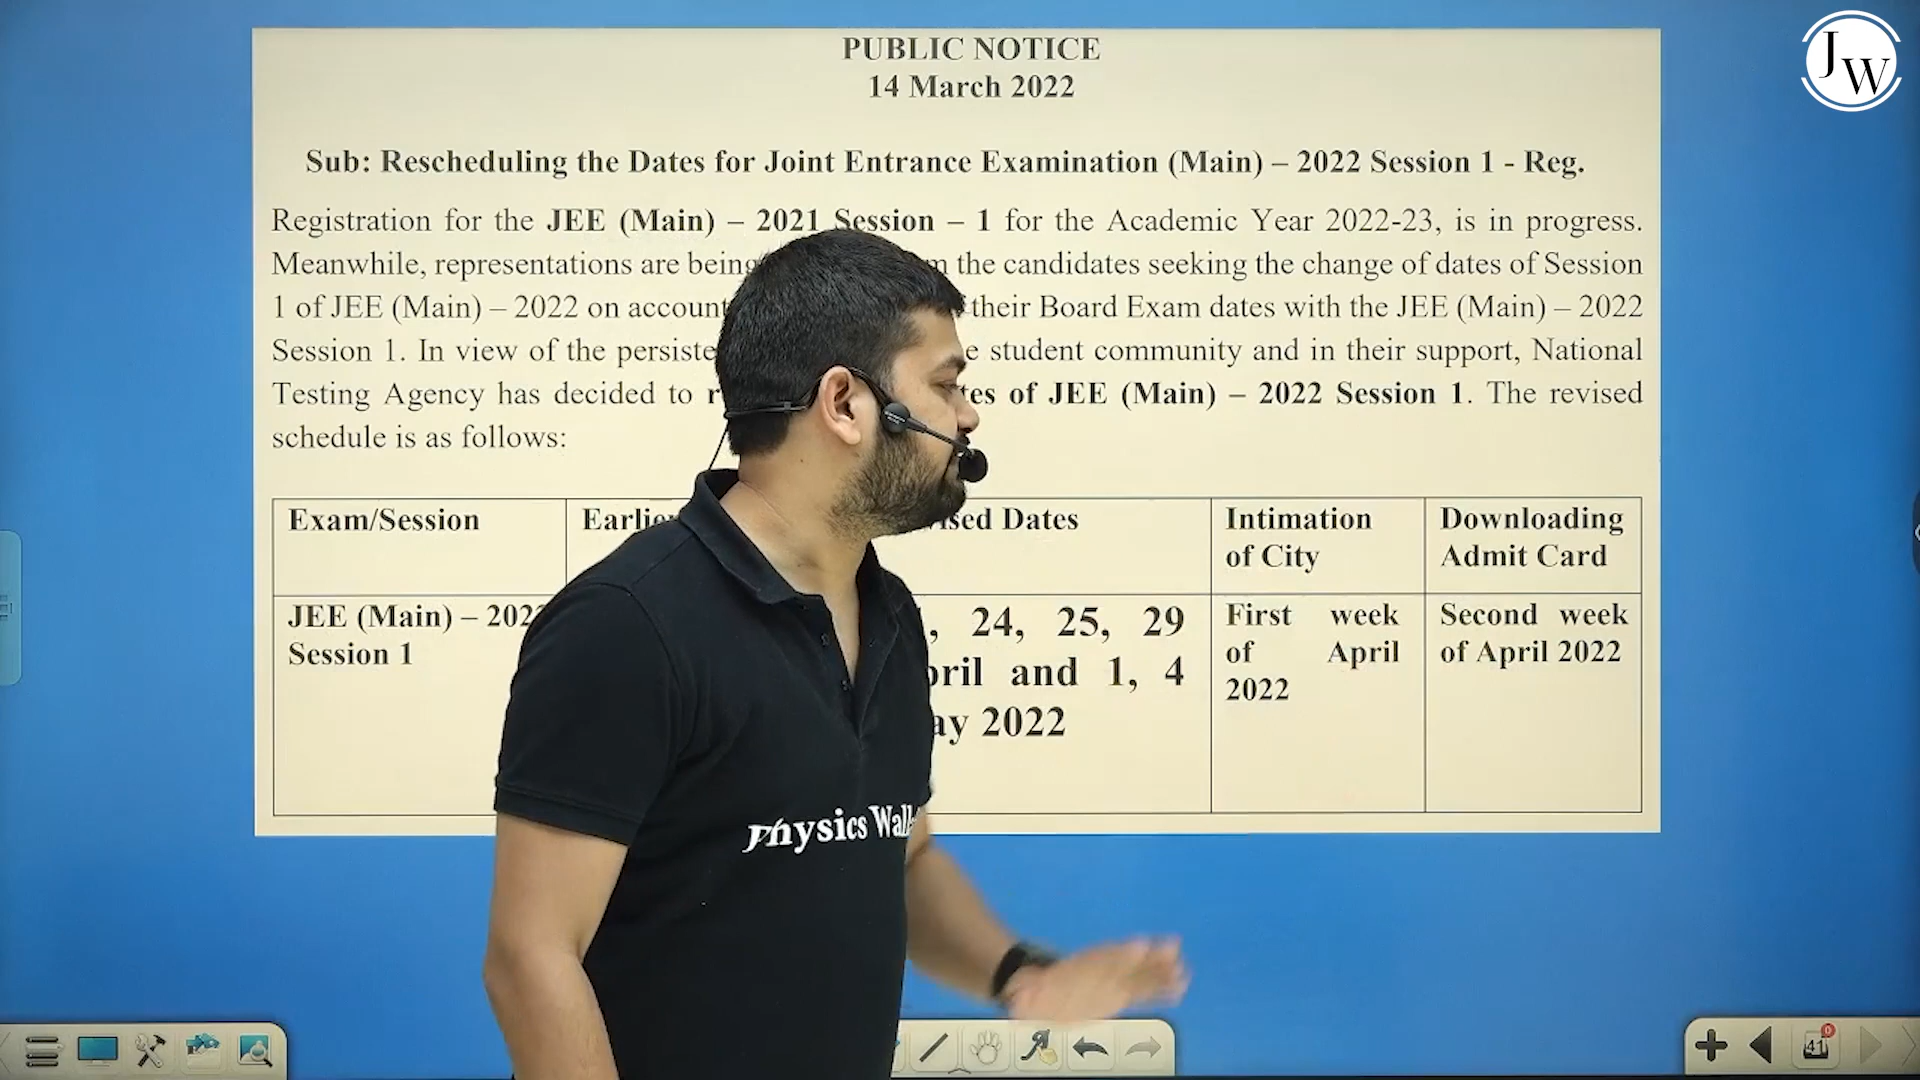 J
W
PUBLIC NOTICE
14 March 2022
Sub: Rescheduling the Dates for Joint Entrance Examination (Main) – 2022 Session 1 - Reg.
Registration for the JEE (Main) – 2021 Session – 1 for the Academic Year 2022-23, is in progress.
Meanwhile, representations are being the candidates seeking the change of dates of Session
1 of JEE (Main) – 2022 on account their Board Exam dates with the JEE (Main) – 2022
Session 1. In view of the student community and in their support, National
Testing Agency has decided to of JEE (Main) – 2022 Session 1. The revised
schedule is as follows:
Exam/Session
Dates
Intimation
of City
Downloading
Admit Card
JEE (Main) –
Session 1
24, 25, 29
and 1, 4
2022
First week
of April
2022
Second week
of April 2022
Physics
41
0